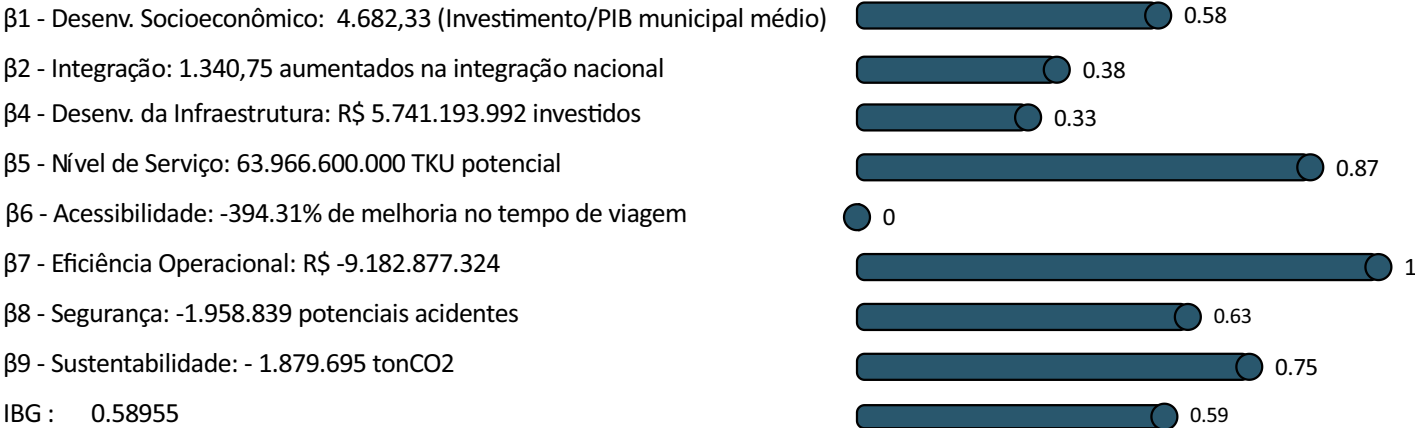 β1 - Desenv. Socioeconômico: 4.682,33 (Investimento/PIB municipal médio) 0.58
β2 - Integração: 1.340,75 aumentados na integração nacional 0.38
β4 - Desenv. da Infraestrutura: R$ 5.741.193.992 investidos 0.33
β5 - Nível de Serviço: 63.966.600.000 TKU potencial 0.87
β6 - Acessibilidade: -394.31% de melhoria no tempo de viagem 0
β7 - Eficiência Operacional: R$ -9.182.877.324 1
β8 - Segurança: -1.958.839 potenciais acidentes 0.63
β9 - Sustentabilidade: - 1.879.695 tonCO2 0.75
IBG : 0.58955 0.59